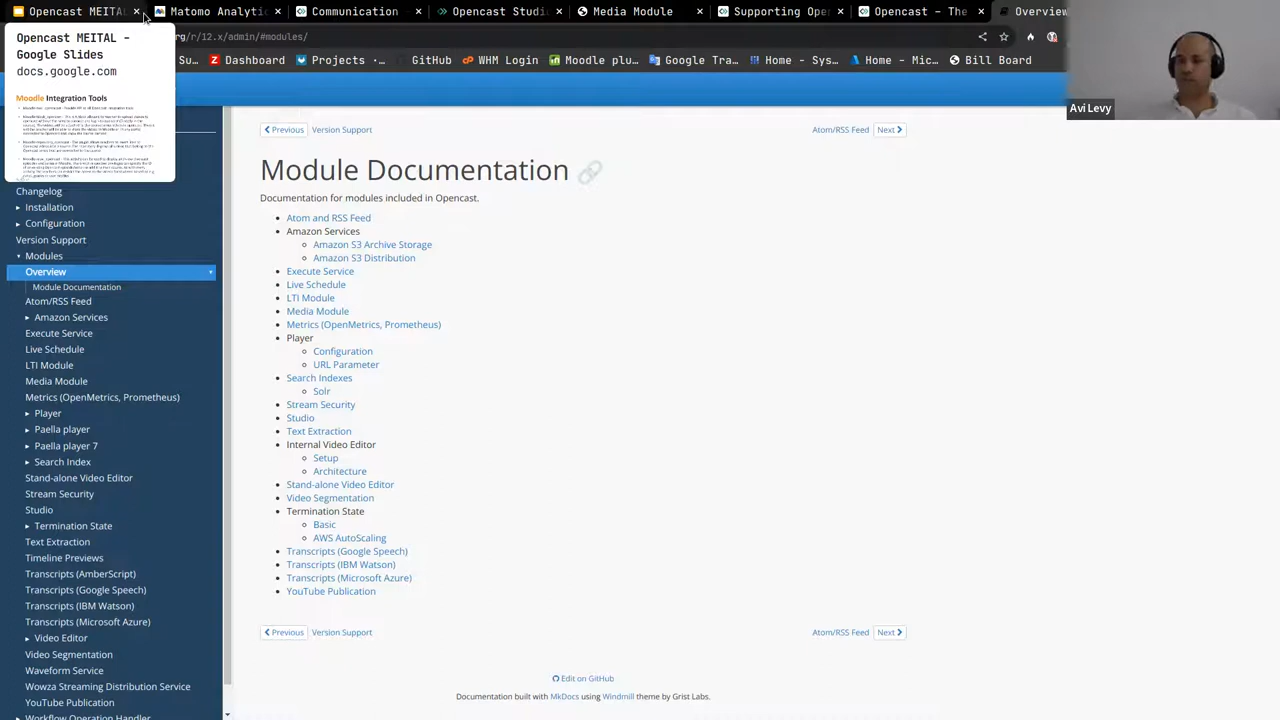 Opencast MEITAL
Matomo Analytic
Communication
Opencast Studi
Media Module
Supporting Ope
Opencast - The
Overview
Opencast MEITAL -
Google Slides
docs.google.com
Moodle Integration Tools
rg/r/12.x/admin/#modules/
Su...
Dashboard
Projects ·...
GitHub
WHM Login
Moodle plu...
Google Tra...
Home - Sys...
Home - Mic...
Bill Board
Avi Levy
Changelog
Installation
Configuration
Version Support
Modules
Overview
Module Documentation
Atom/RSS Feed
Amazon Services
Execute Service
Live Schedule
LTI Module
Media Module
Metrics (OpenMetrics, Prometheus)
Player
Paella player
Paella player 7
Search Index
Stand-alone Video Editor
Stream Security
Studio
Termination State
Text Extraction
Timeline Previews
Transcripts (AmberScript)
Transcripts (Google Speech)
Transcripts (IBM Watson)
Transcripts (Microsoft Azure)
Video Editor
Video Segmentation
Waveform Service
Wowza Streaming Distribution Service
YouTube Publication
Workflow Operation Handler
Previous Version Support
Atom/RSS Feed Next
Module Documentation
Documentation for modules included in Opencast.
Atom and RSS Feed
Amazon Services
Amazon S3 Archive Storage
Amazon S3 Distribution
Execute Service
Live Schedule
LTI Module
Media Module
Metrics (OpenMetrics, Prometheus)
Player
Configuration
URL Parameter
Search Indexes
Solr
Stream Security
Studio
Text Extraction
Internal Video Editor
Setup
Architecture
Stand-alone Video Editor
Video Segmentation
Termination State
Basic
AWS AutoScaling
Transcripts (Google Speech)
Transcripts (IBM Watson)
Transcripts (Microsoft Azure)
YouTube Publication
Previous Version Support
Atom/RSS Feed Next
Edit on GitHub
Documentation built with MkDocs using Windmill theme by Grist Labs.